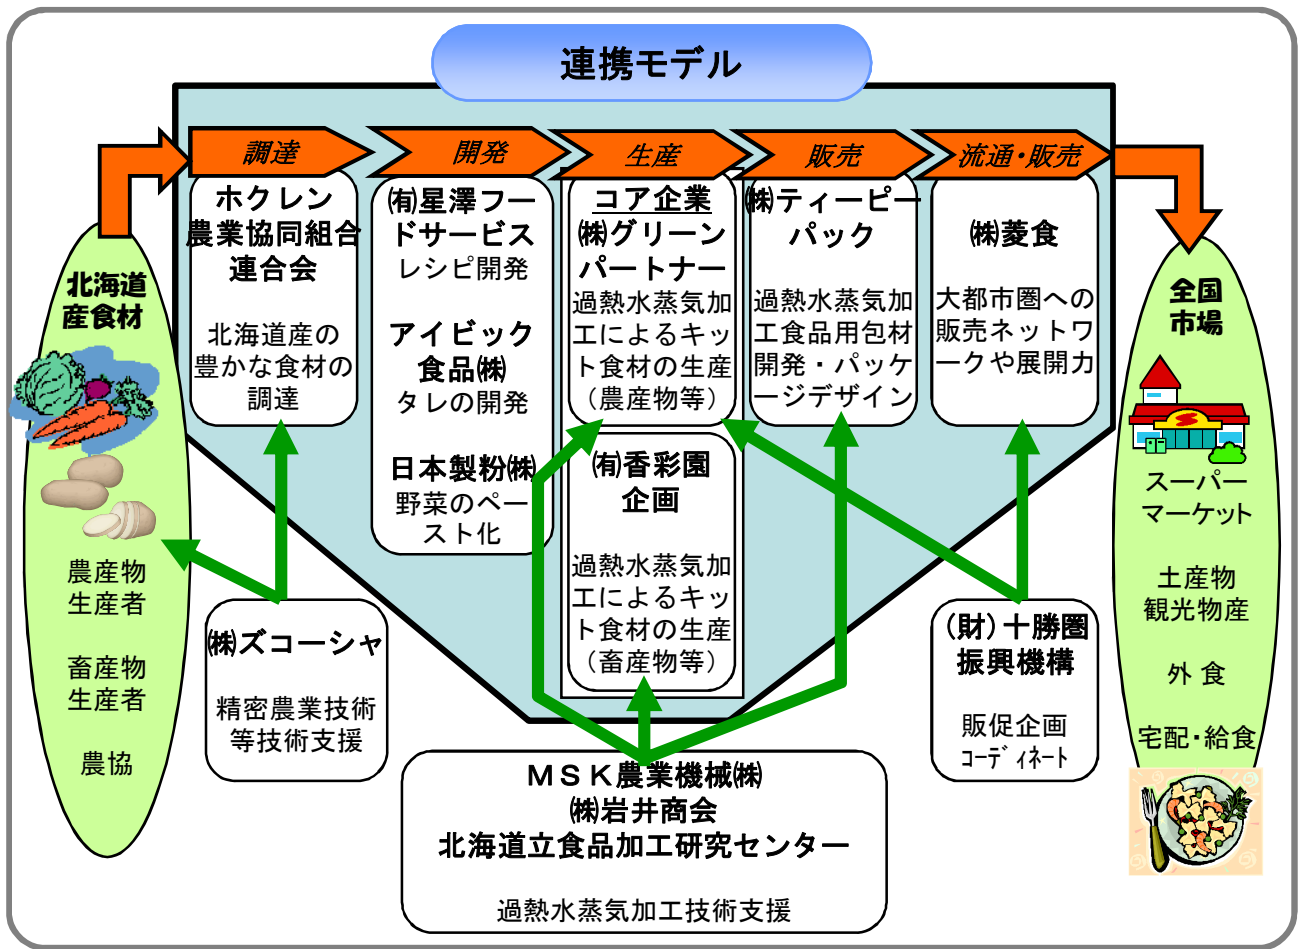 連携モデル
調達
開発
生産
販売
流通・販売
北海道
産食材
農産物
生産者
畜産物
生産者
農協
ホクレン
農業協同組合
連合会
北海道産の
豊かな食材の
調達
㈲星澤フー
ドサービス
レシピ開発
アイビック
食品㈱
タレの開発
日本製粉㈱
野菜のペー
スト化
コア企業
㈱グリーン
パートナー
過熱水蒸気加
工によるキッ
ト食材の生産
（農産物等）
㈲香彩園
企画
過熱水蒸気加
工によるキッ
ト食材の生産
（畜産物等）
㈱ティーピー
パック
過熱水蒸気加
工食品用包材
開発・パッケ
ージデザイン
㈱菱食
大都市圏への
販売ネットワ
ークや展開力
全国
市場
スーパー
マーケット
土産物
観光物産
外食
宅配・給食
㈱ズコーシャ
精密農業技術
等技術支援
ＭＳＫ農業機械㈱
㈱岩井商会
北海道立食品加工研究センター
過熱水蒸気加工技術支援
（財）十勝圏
振興機構
販促企画
ｺｰﾃﾞｨﾈｰﾄ